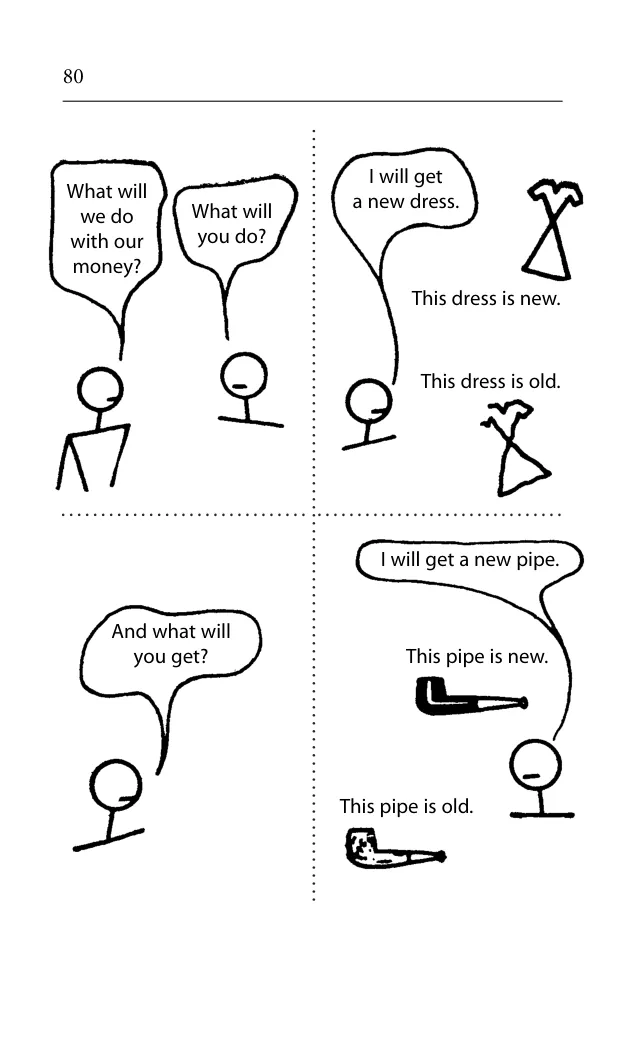 80
What will
we do
with our
money?
What will
you do?
I will get
a new dress.
This dress is new.
This dress is old.
And what will
you get?
I will get a new pipe.
This pipe is new.
This pipe is old.